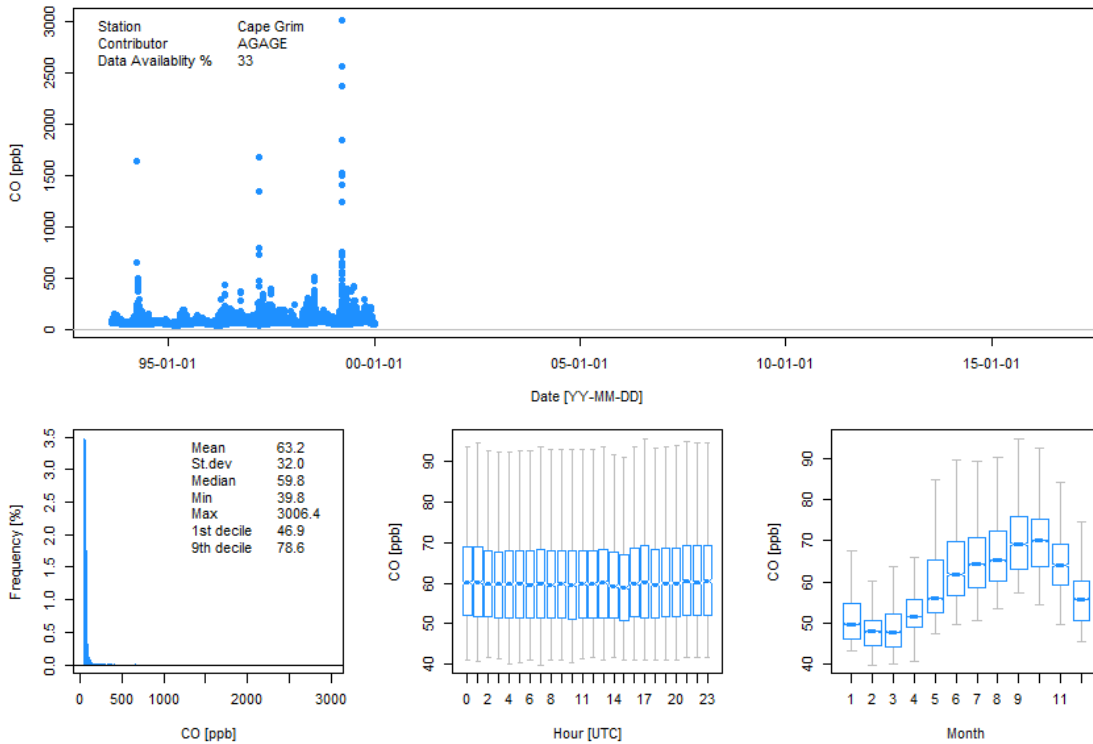 Station Cape Grim
Contributor AGAGE
Data Availablity % 33
CO [ppb]
3000
2500
2000
1500
1000
500
0
95-01-01 00-01-01 05-01-01 10-01-01 15-01-01
Date [YY-MM-DD]
Frequency [%]
3.5
3.0
2.5
2.0
1.5
1.0
0.5
0.0
Mean 63.2
St.dev 32.0
Median 59.8
Min 39.8
Max 3006.4
1st decile 46.9
9th decile 78.6
0 500 1000 2000 3000
CO [ppb]
CO [ppb]
90
80
70
60
50
40
0 2 4 6 8 11 14 17 20 23
Hour [UTC]
CO [ppb]
90
80
70
60
50
40
1 2 3 4 5 6 7 8 9 11
Month